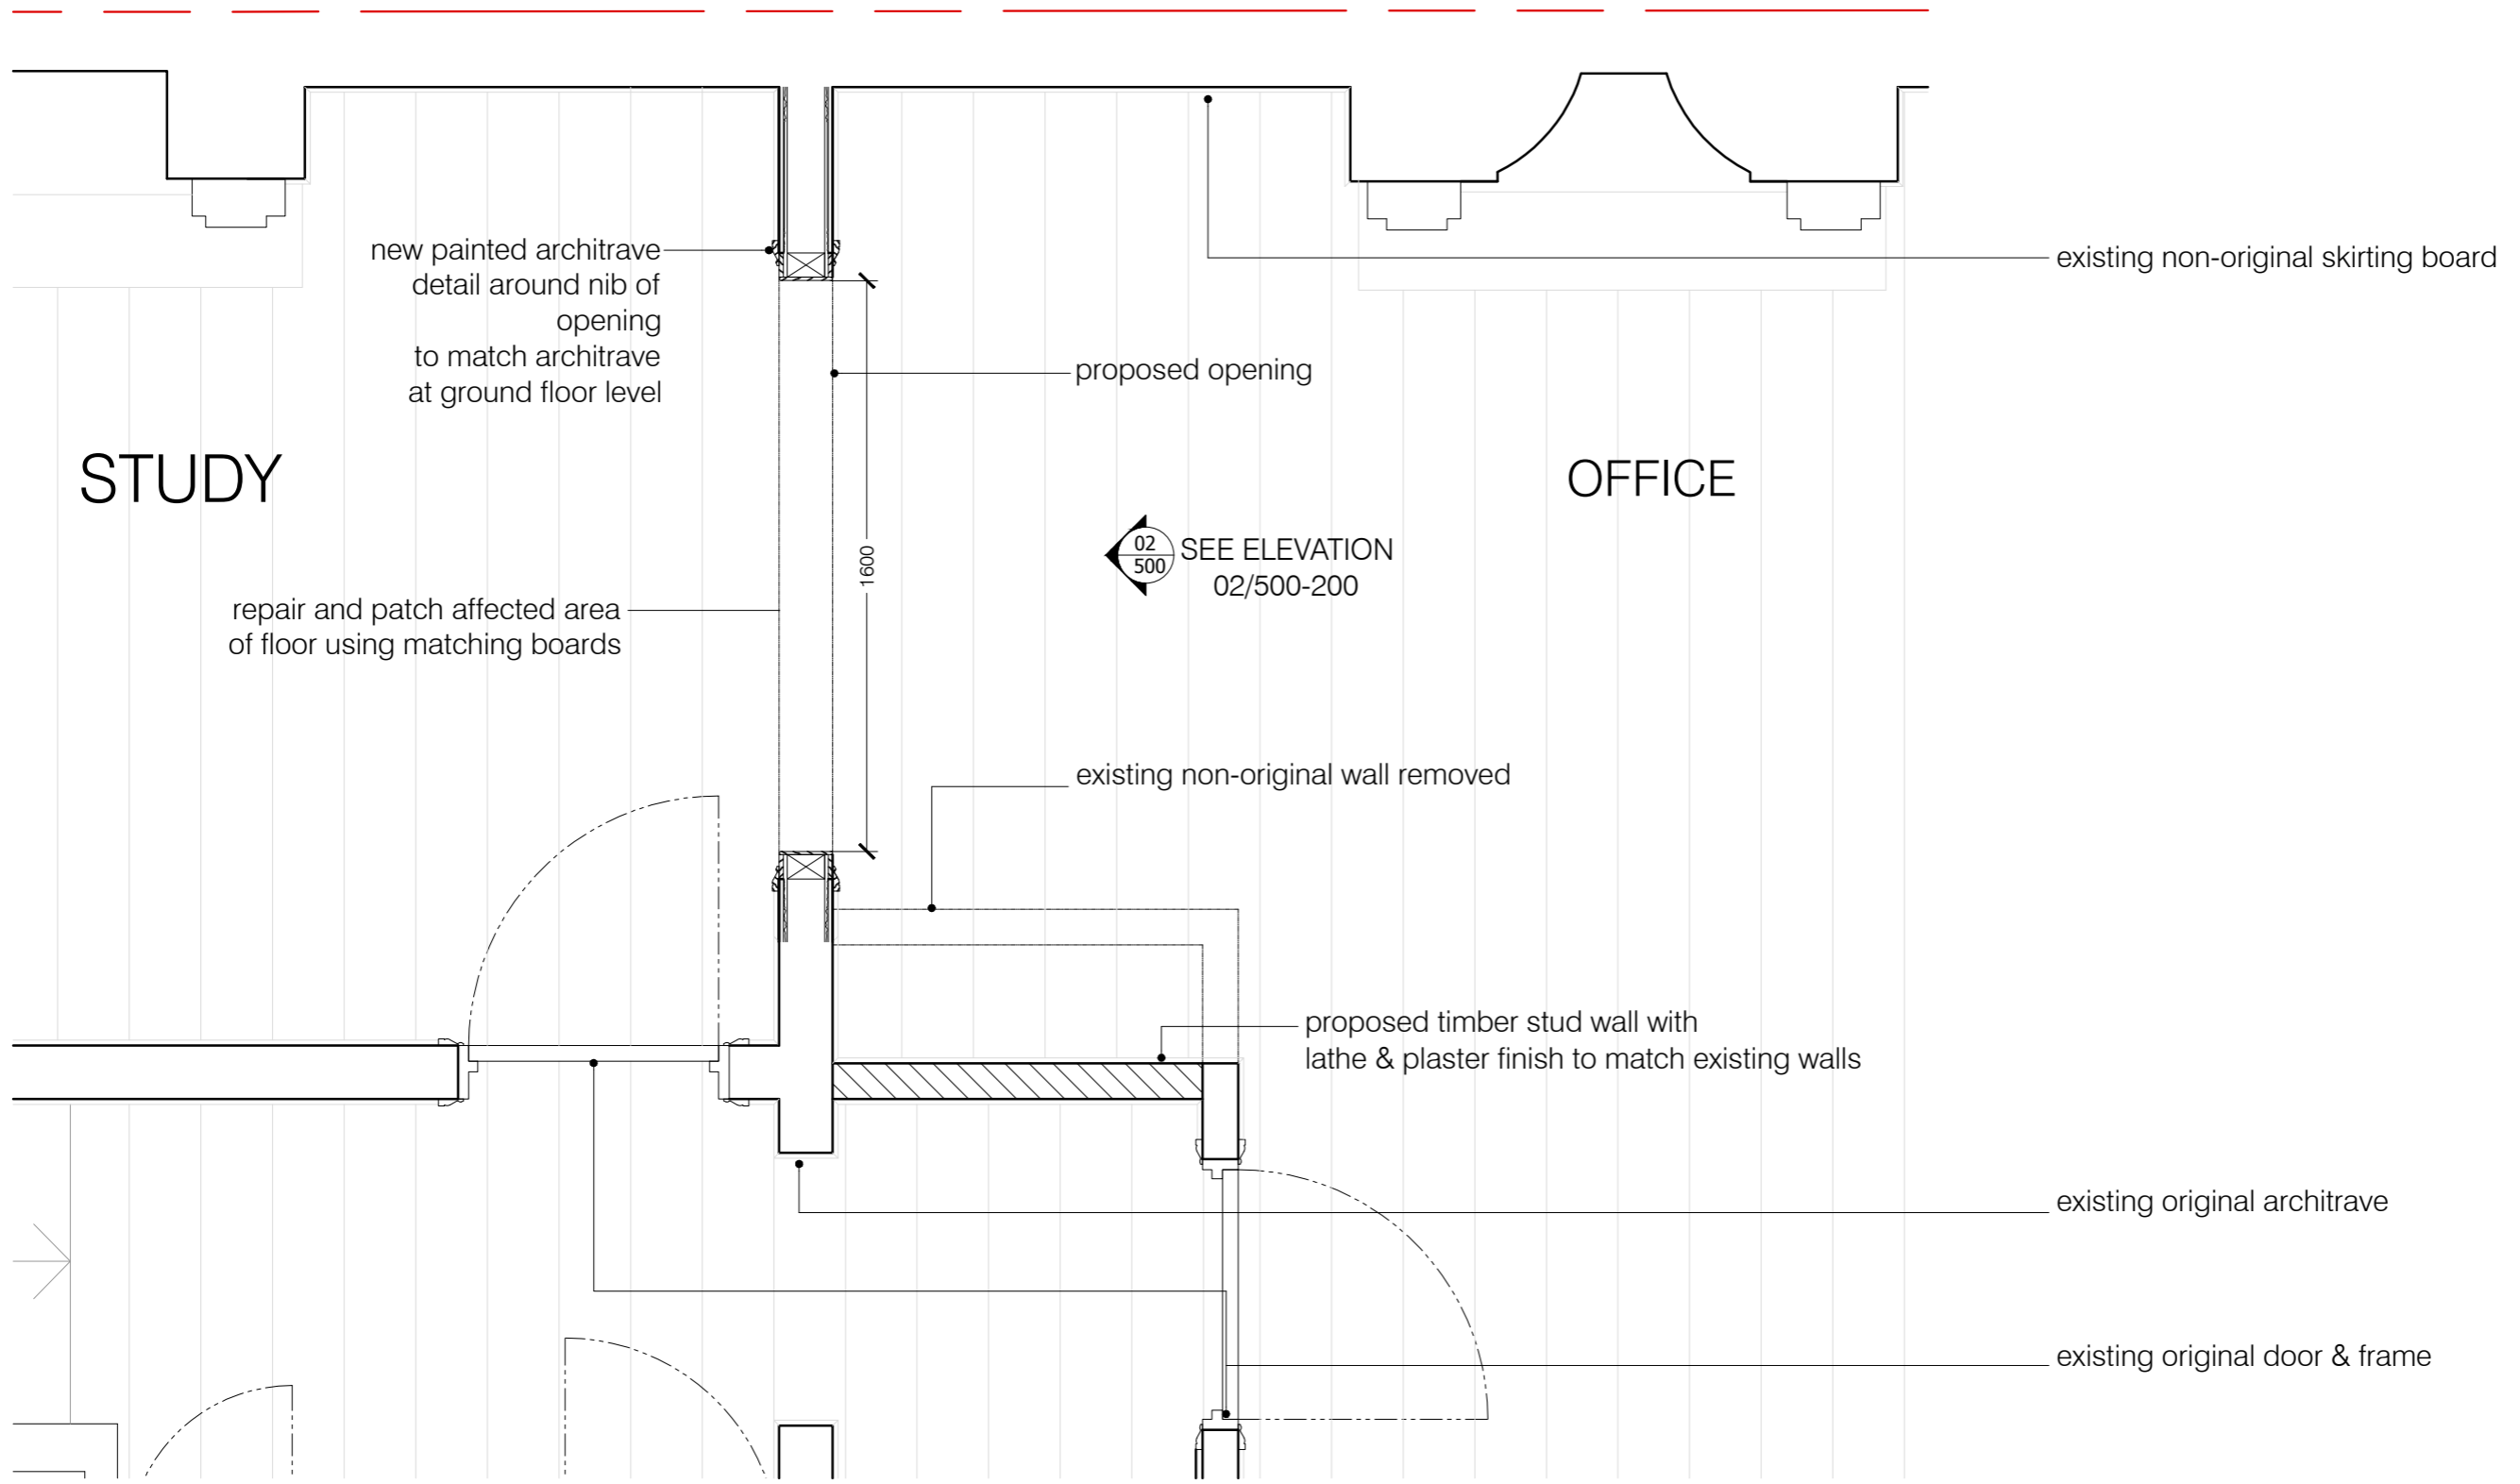 new painted architrave
detail around nib of
opening
to match architrave
at ground floor level
existing non-original skirting board
proposed opening
STUDY
OFFICE
02
500
SEE ELEVATION
02/500-200
1600
repair and patch affected area
of floor using matching boards
existing non-original wall removed
proposed timber stud wall with
lathe & plaster finish to match existing walls
existing original architrave
existing original door & frame